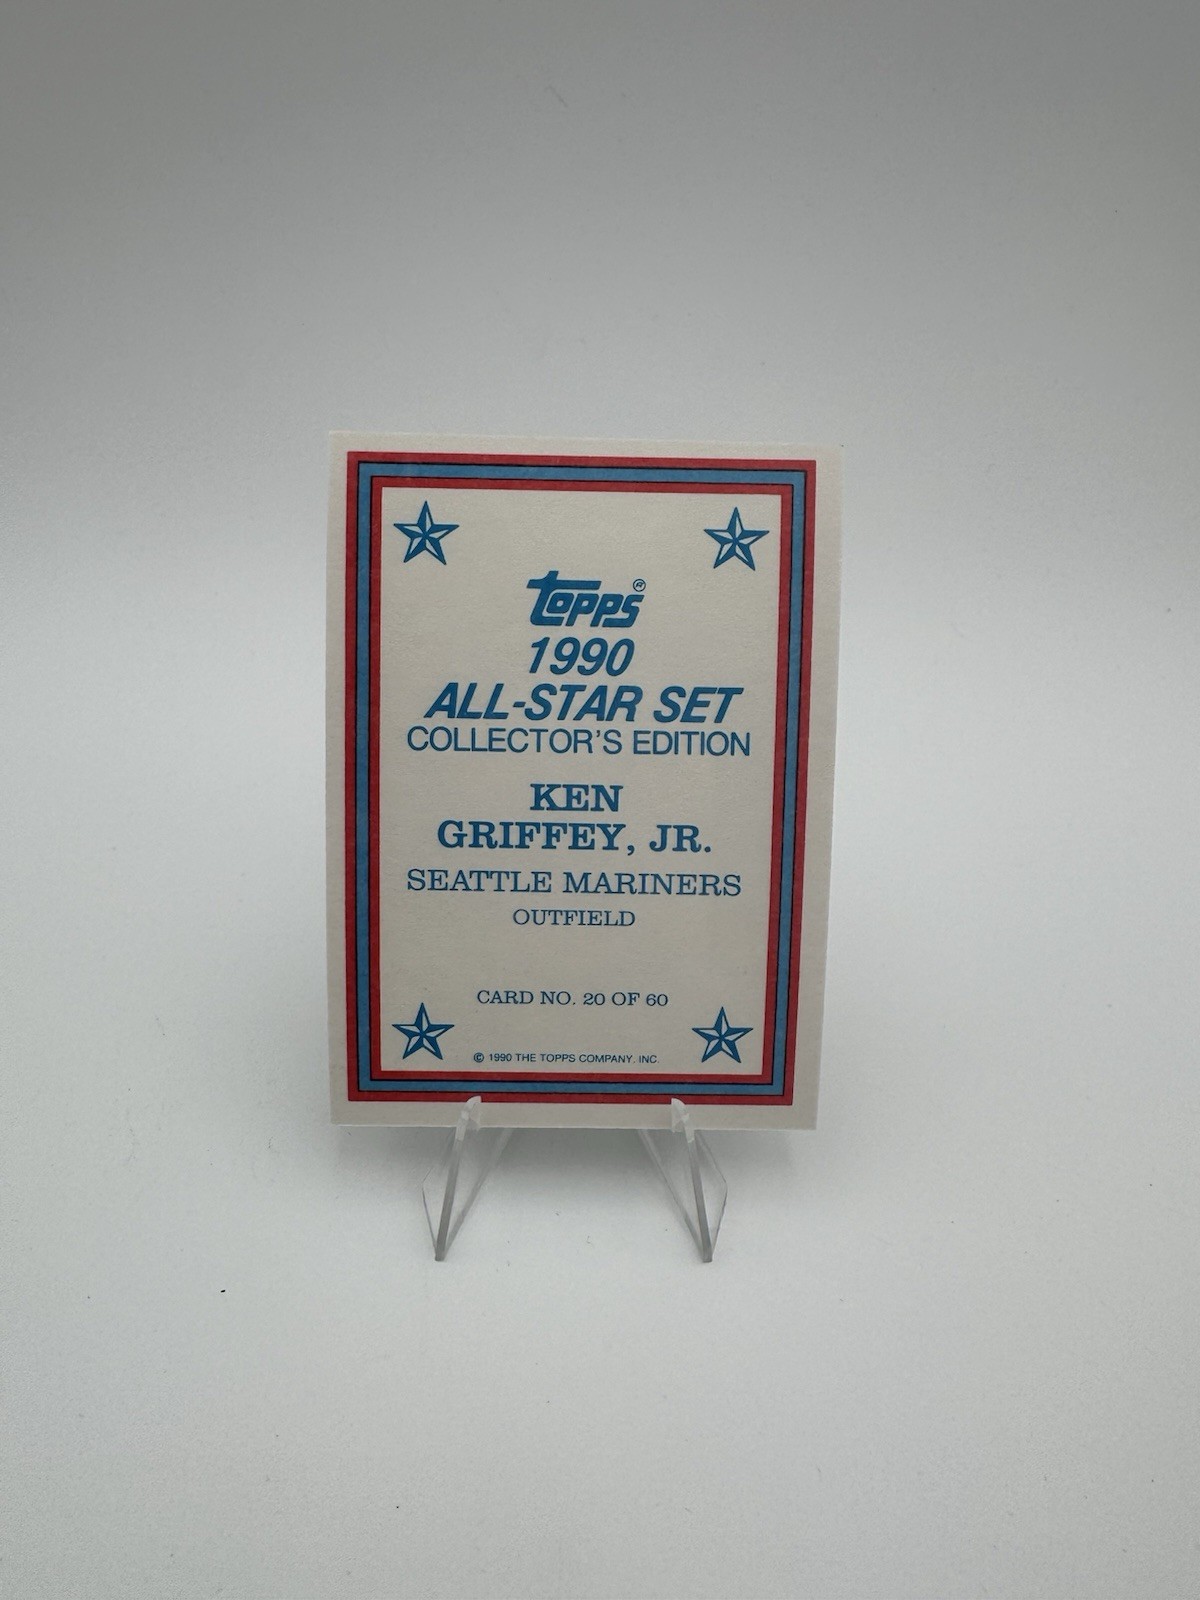 topps®
1990
ALL-STAR SET
COLLECTOR'S EDITION
KEN
GRIFFEY, JR.
SEATTLE MARINERS
OUTFIELD
CARD NO. 20 OF 60
© 1990 THE TOPPS COMPANY, INC.